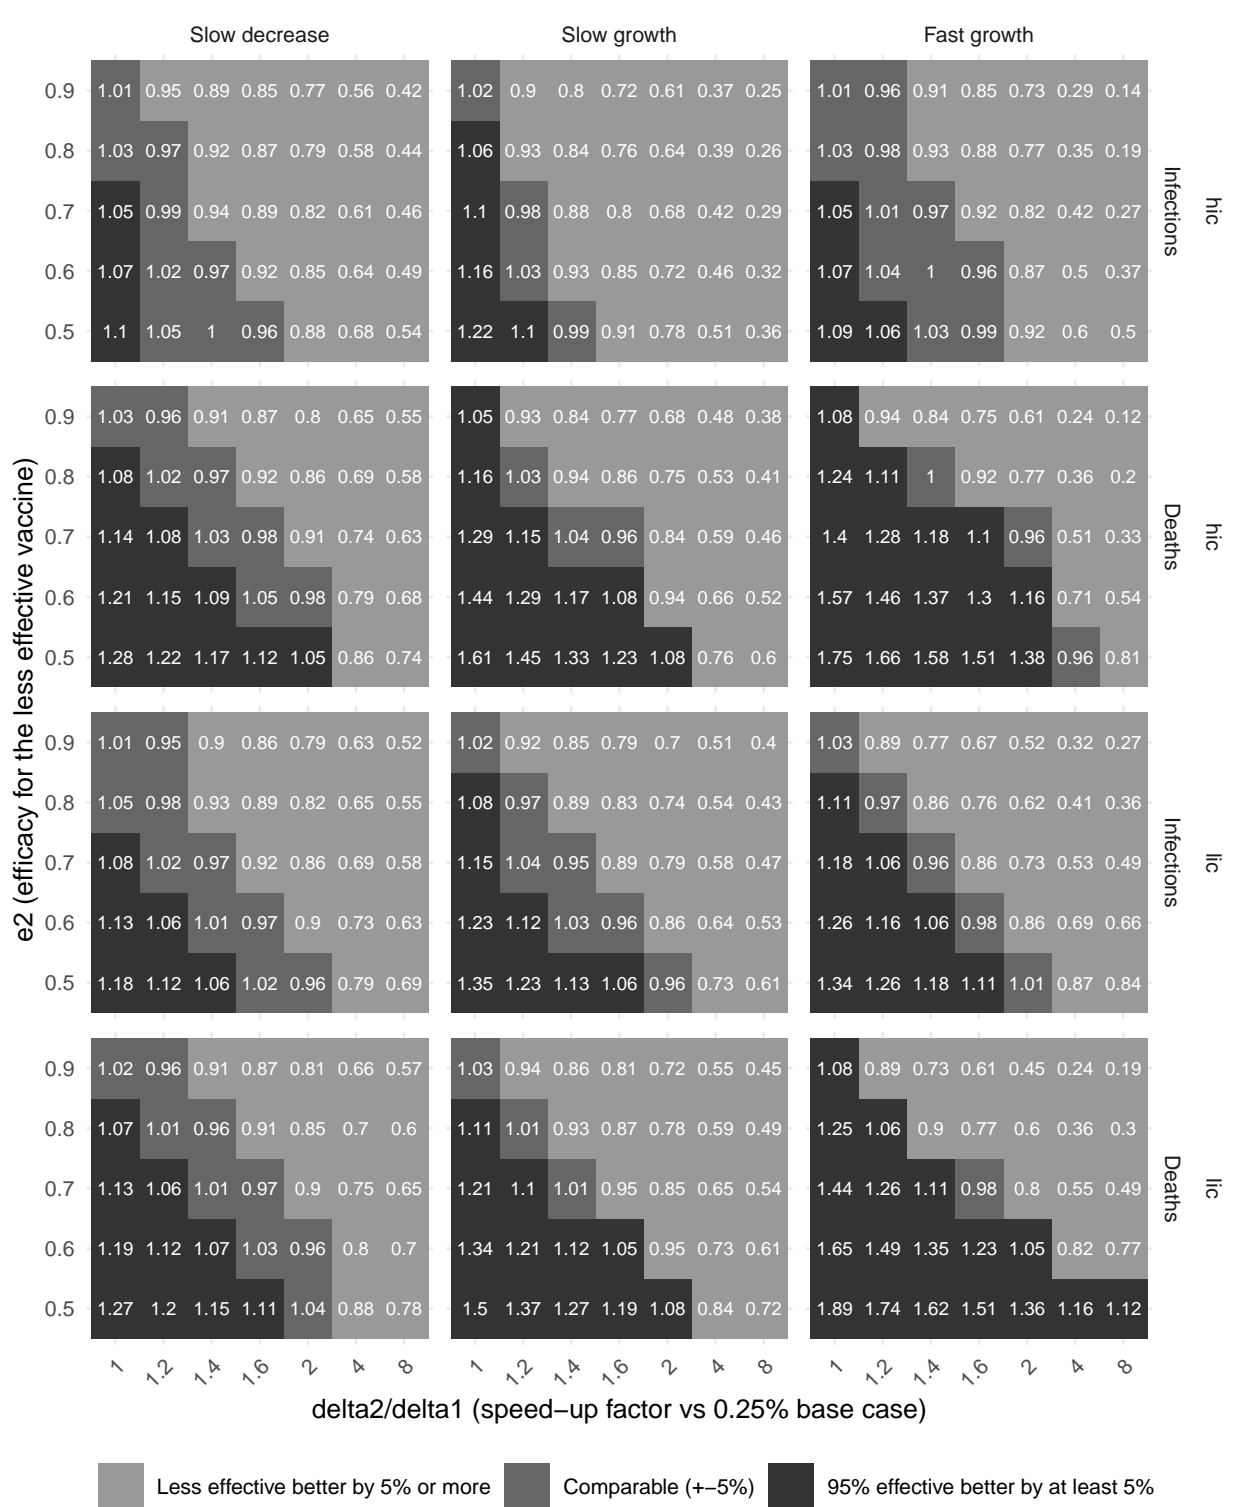 Slow decrease Slow growth Fast growth
0.9 1.01 0.95 0.89 0.85 0.77 0.56 0.42 1.02 0.9 0.8 0.72 0.61 0.37 0.25 1.01 0.96 0.91 0.85 0.73 0.29 0.14
0.8 1.03 0.97 0.92 0.87 0.79 0.58 0.44 1.06 0.93 0.84 0.76 0.64 0.39 0.26 1.03 0.98 0.93 0.88 0.77 0.35 0.19
0.7 1.05 0.99 0.94 0.89 0.82 0.61 0.46 1.1 0.98 0.88 0.8 0.68 0.42 0.29 1.05 1.01 0.97 0.92 0.82 0.42 0.27
0.6 1.07 1.02 0.97 0.92 0.85 0.64 0.49 1.16 1.03 0.93 0.85 0.72 0.46 0.32 1.07 1.04 1 0.96 0.87 0.5 0.37
0.5 1.1 1.05 1 0.96 0.88 0.68 0.54 1.22 1.1 0.99 0.91 0.78 0.51 0.36 1.09 1.06 1.03 0.99 0.92 0.6 0.5
Infections
hic
0.9 1.03 0.96 0.91 0.87 0.8 0.65 0.55 1.05 0.93 0.84 0.77 0.68 0.48 0.38 1.08 0.94 0.84 0.75 0.61 0.24 0.12
0.8 1.08 1.02 0.97 0.92 0.86 0.69 0.58 1.16 1.03 0.94 0.86 0.75 0.53 0.41 1.24 1.11 1 0.92 0.77 0.36 0.2
0.7 1.14 1.08 1.03 0.98 0.91 0.74 0.63 1.29 1.15 1.04 0.96 0.84 0.59 0.46 1.4 1.28 1.18 1.1 0.96 0.51 0.33
0.6 1.21 1.15 1.09 1.05 0.98 0.79 0.68 1.44 1.29 1.17 1.08 0.94 0.66 0.52 1.57 1.46 1.37 1.3 1.16 0.71 0.54
0.5 1.28 1.22 1.17 1.12 1.05 0.86 0.74 1.61 1.45 1.33 1.23 1.08 0.76 0.6 1.75 1.66 1.58 1.51 1.38 0.96 0.81
Deaths
hic
e2 (efficacy for the less effective vaccine)
0.9 1.01 0.95 0.9 0.86 0.79 0.63 0.52 1.02 0.92 0.85 0.79 0.7 0.51 0.4 1.03 0.89 0.77 0.67 0.52 0.32 0.27
0.8 1.05 0.98 0.93 0.89 0.82 0.65 0.55 1.08 0.97 0.89 0.83 0.74 0.54 0.43 1.11 0.97 0.86 0.76 0.62 0.41 0.36
0.7 1.08 1.02 0.97 0.92 0.86 0.69 0.58 1.15 1.04 0.95 0.89 0.79 0.58 0.47 1.18 1.06 0.96 0.86 0.73 0.53 0.49
0.6 1.13 1.06 1.01 0.97 0.9 0.73 0.63 1.23 1.12 1.03 0.96 0.86 0.64 0.53 1.26 1.16 1.06 0.98 0.86 0.69 0.66
0.5 1.18 1.12 1.06 1.02 0.96 0.79 0.69 1.35 1.23 1.13 1.06 0.96 0.73 0.61 1.34 1.26 1.18 1.11 1.01 0.87 0.84
Infections
lic
0.9 1.02 0.96 0.91 0.87 0.81 0.66 0.57 1.03 0.94 0.86 0.81 0.72 0.55 0.45 1.08 0.89 0.73 0.61 0.45 0.24 0.19
0.8 1.07 1.01 0.96 0.91 0.85 0.7 0.6 1.11 1.01 0.93 0.87 0.78 0.59 0.49 1.25 1.06 0.9 0.77 0.6 0.36 0.3
0.7 1.13 1.06 1.01 0.97 0.9 0.75 0.65 1.21 1.1 1.01 0.95 0.85 0.65 0.54 1.44 1.26 1.11 0.98 0.8 0.55 0.49
0.6 1.19 1.12 1.07 1.03 0.96 0.8 0.7 1.34 1.21 1.12 1.05 0.95 0.73 0.61 1.65 1.49 1.35 1.23 1.05 0.82 0.77
0.5 1.27 1.2 1.15 1.11 1.04 0.88 0.78 1.5 1.37 1.27 1.19 1.08 0.84 0.72 1.89 1.74 1.62 1.51 1.36 1.16 1.12
Deaths
lic
1 1.2 1.4 1.6 2 4 8 1 1.2 1.4 1.6 2 4 8 1 1.2 1.4 1.6 2 4 8
delta2/delta1 (speed−up factor vs 0.25% base case)
Less effective better by 5% or more Comparable (+−5%) 95% effective better by at least 5%